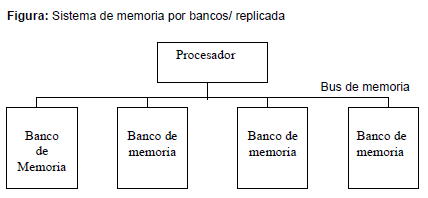 Figura: Sistema de memoria por bancos/ replicada
Procesador
Bus de memoria
Banco
de
Memoria
Banco de
memoria
Banco de
memoria
Banco de
memoria